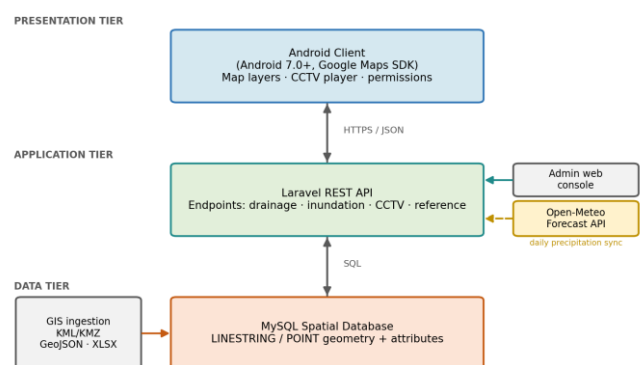 PRESENTATION TIER
Android Client
(Android 7.0+, Google Maps SDK)
Map layers · CCTV player · permissions
HTTPS / JSON
APPLICATION TIER
Laravel REST API
Endpoints: drainage · inundation · CCTV · reference
Admin web
console
Open-Meteo
Forecast API
daily precipitation sync
SQL
DATA TIER
GIS ingestion
KML/KMZ
GeoJSON · XLSX
MySQL Spatial Database
LINESTRING / POINT geometry + attributes